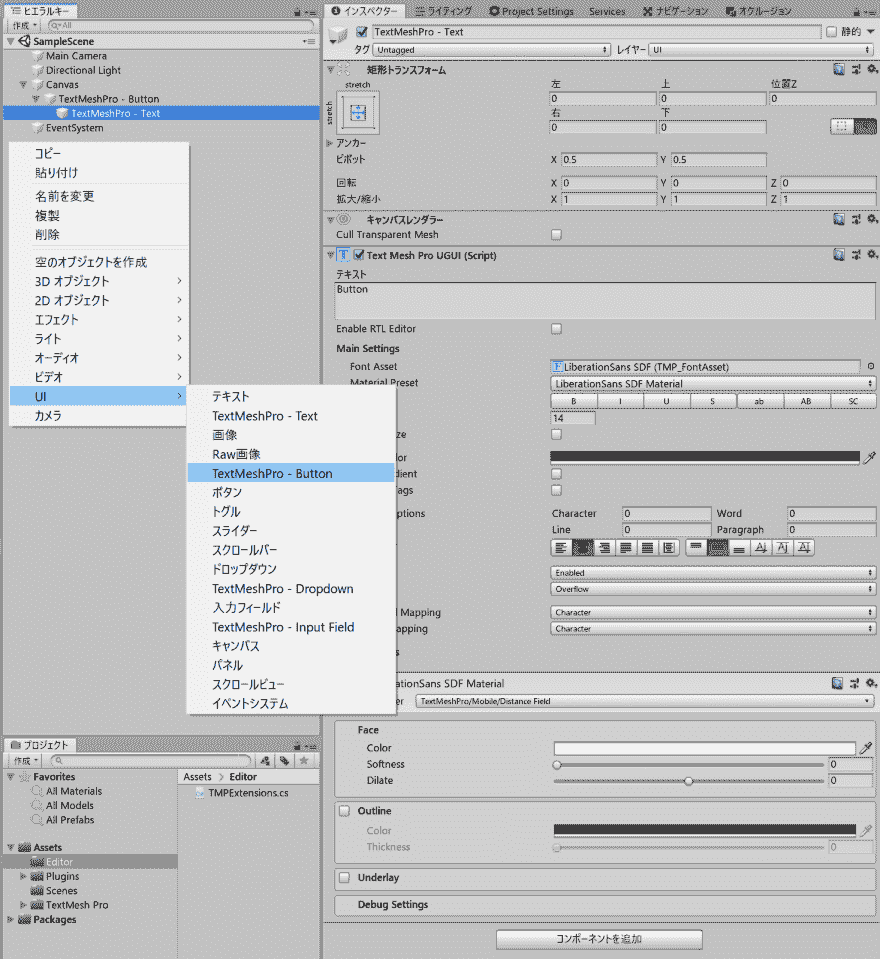 ヒエラルキー
作成 All
SampleScene
Main Camera
Directional Light
Canvas
TextMeshPro - Button
TextMeshPro - Text
EventSystem
コピー
貼り付け
名前を変更
複製
削除
空のオブジェクトを作成
3D オブジェクト
2D オブジェクト
エフェクト
ライト
オーディオ
ビデオ
UI
カメラ
テキスト
TextMeshPro - Text
画像
Raw画像
TextMeshPro - Button
ボタン
トグル
スライダー
スクロールバー
ドロップダウン
TextMeshPro - Dropdown
入力フィールド
TextMeshPro - Input Field
キャンバス
パネル
スクロールビュー
イベントシステム
プロジェクト
作成
Favorites
All Materials
All Models
All Prefabs
Assets
Editor
Plugins
Scenes
TextMesh Pro
Packages
Assets > Editor
TMPExtensions.cs
インスペクター ライティング Project Settings Services ナビゲーション オクルージョン
TextMeshPro - Text 静的
タグ Untagged レイヤー UI
矩形トランスフォーム
stretch
stretch
左 上 位置Z
0 0 0
右 下
0 0
アンカー
ピボット X 0.5 Y 0.5
回転 X 0 Y 0 Z 0
拡大/縮小 X 1 Y 1 Z 1
キャンバスレンダラー
Cull Transparent Mesh
Text Mesh Pro UGUI (Script)
テキスト
Button
Enable RTL Editor
Main Settings
Font Asset LiberationSans SDF (TMP_FontAsset)
Material Preset LiberationSans SDF Material
B I U S ab AB SC
14
ze
lor
dient
ags
ptions Character 0 Word 0
Line 0 Paragraph 0
Enabled
Overflow
Mapping Character
apping Character
s
rationSans SDF Material
er TextMeshPro/Mobile/Distance Field
Face
Color
Softness 0
Dilate 0
Outline
Color
Thickness 0
Underlay
Debug Settings
コンポーネントを追加